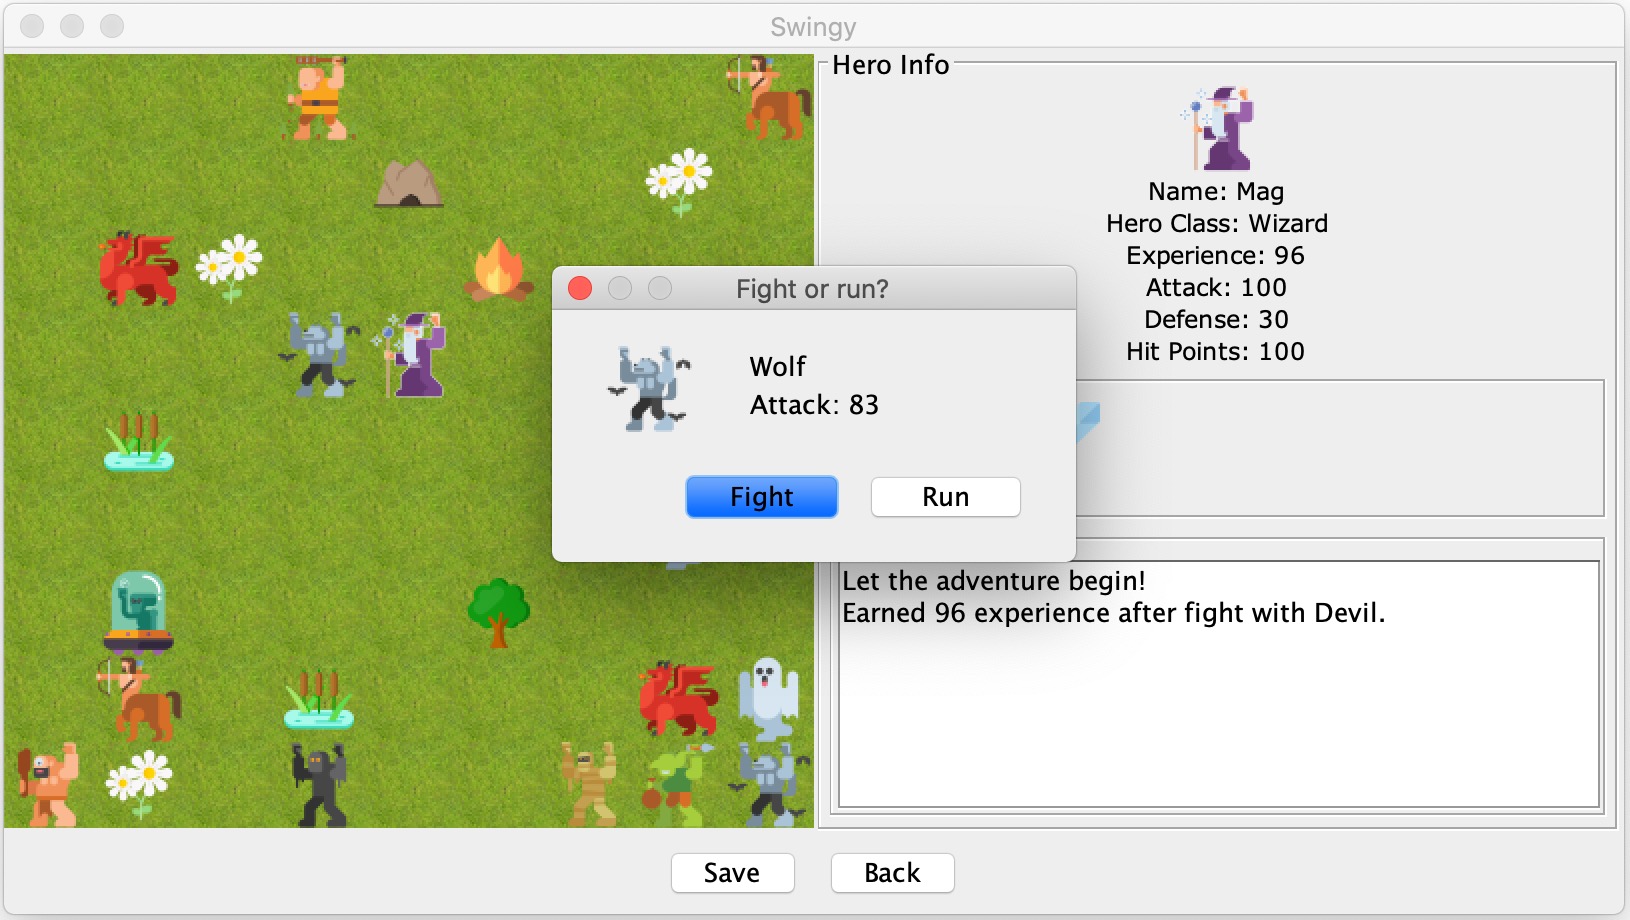 Swingy
Hero Info
Name: Mag
Hero Class: Wizard
Experience: 96
Attack: 100
Defense: 30
Hit Points: 100
Fight or run?
Wolf
Attack: 83
Fight
Run
Let the adventure begin!
Earned 96 experience after fight with Devil.
Save
Back